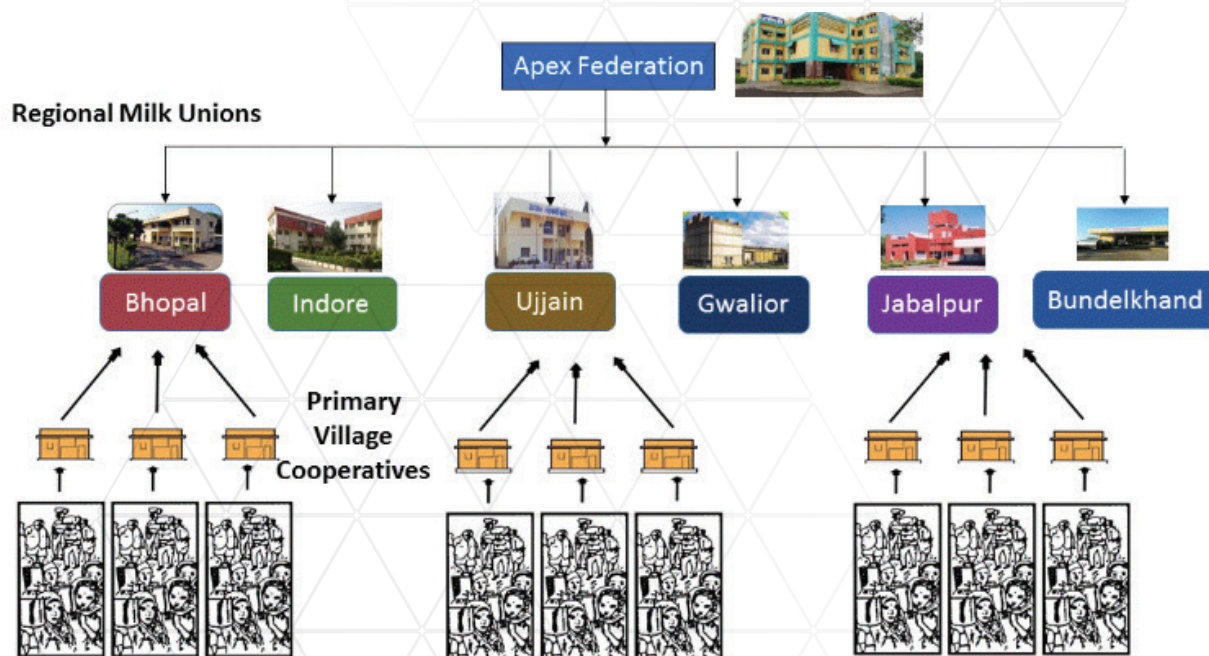 Apex Federation
Regional Milk Unions
Bhopal
Indore
Ujjain
Gwalior
Jabalpur
Bundelkhand
Primary
Village
Cooperatives